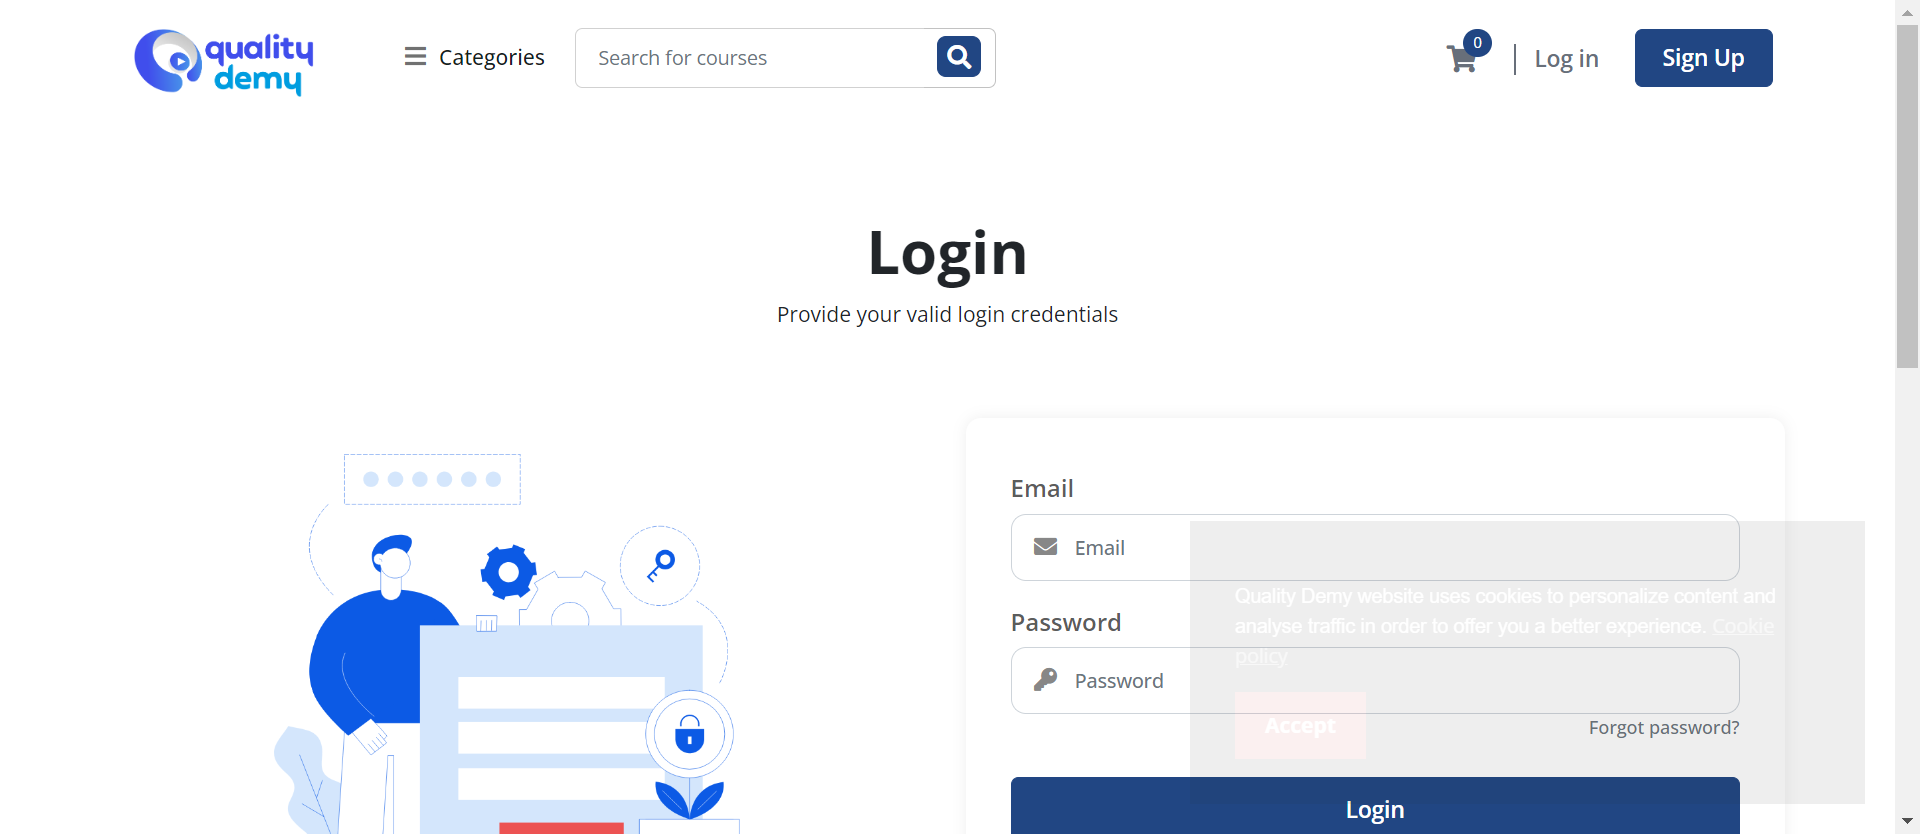 quality
demy
Categories
Search for courses
0
Log in
Sign Up
Login
Provide your valid login credentials
Email
Email
Quality Demy website uses cookies to personalize content and
analyse traffic in order to offer you a better experience. Cookie
policy
Password
Password
Accept
Forgot password?
Login